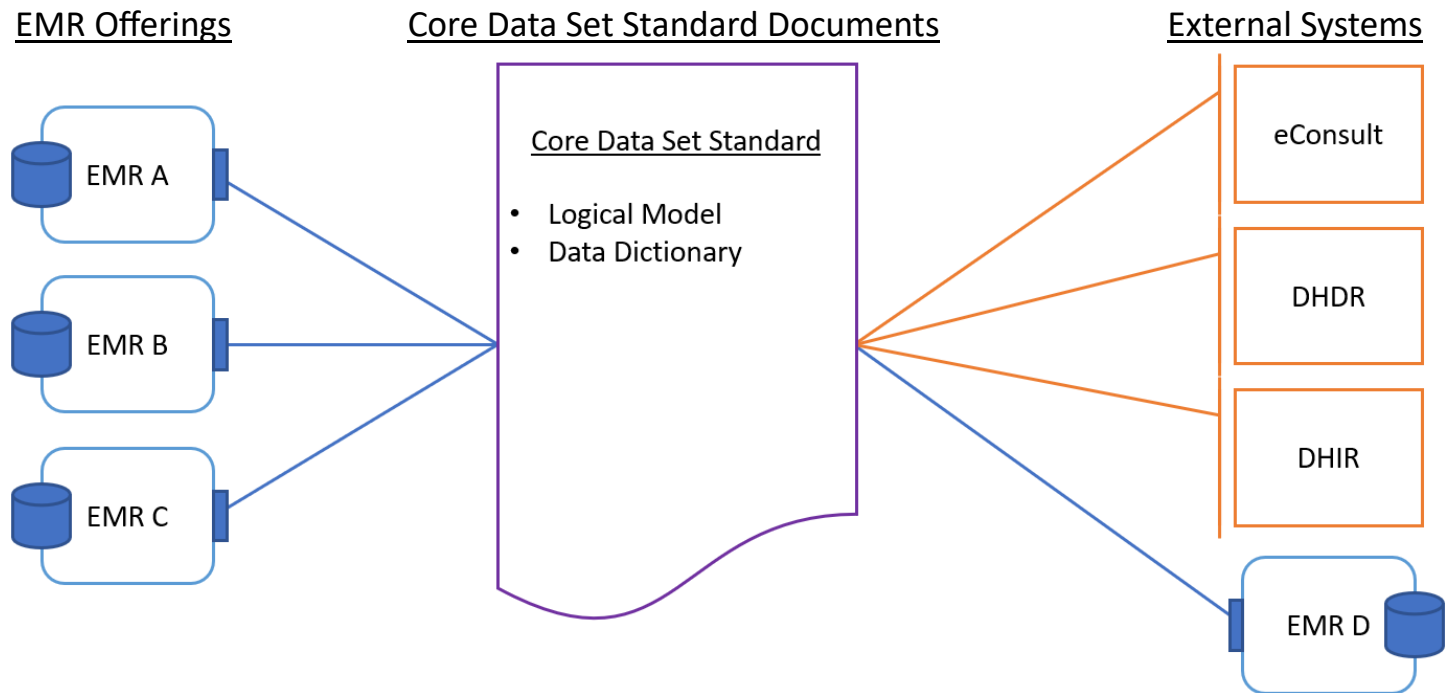 EMR Offerings
Core Data Set Standard Documents
External Systems
EMR A
EMR B
EMR C
Core Data Set Standard
• Logical Model
• Data Dictionary
eConsult
DHDR
DHIR
EMR D